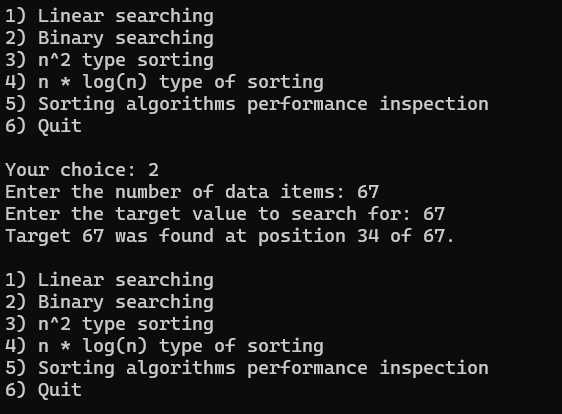 1) Linear searching
2) Binary searching
3) n^2 type sorting
4) n * log(n) type of sorting
5) Sorting algorithms performance inspection
6) Quit
Your choice: 2
Enter the number of data items: 67
Enter the target value to search for: 67
Target 67 was found at position 34 of 67.
1) Linear searching
2) Binary searching
3) n^2 type sorting
4) n * log(n) type of sorting
5) Sorting algorithms performance inspection
6) Quit